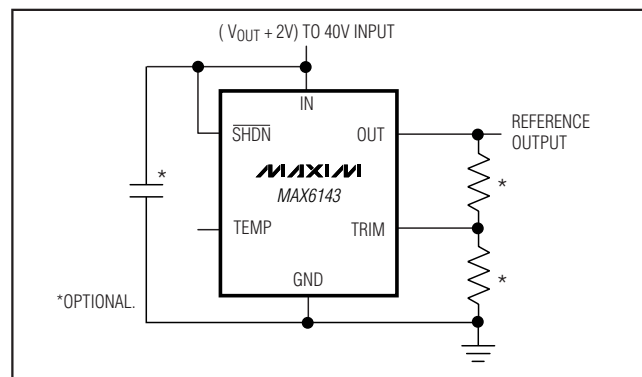 ( VOUT + 2V) TO 40V INPUT
IN
SHDN
OUT
REFERENCE
OUTPUT
*
MAXIM
MAX6143
*
TEMP
TRIM
*
GND
*OPTIONAL.